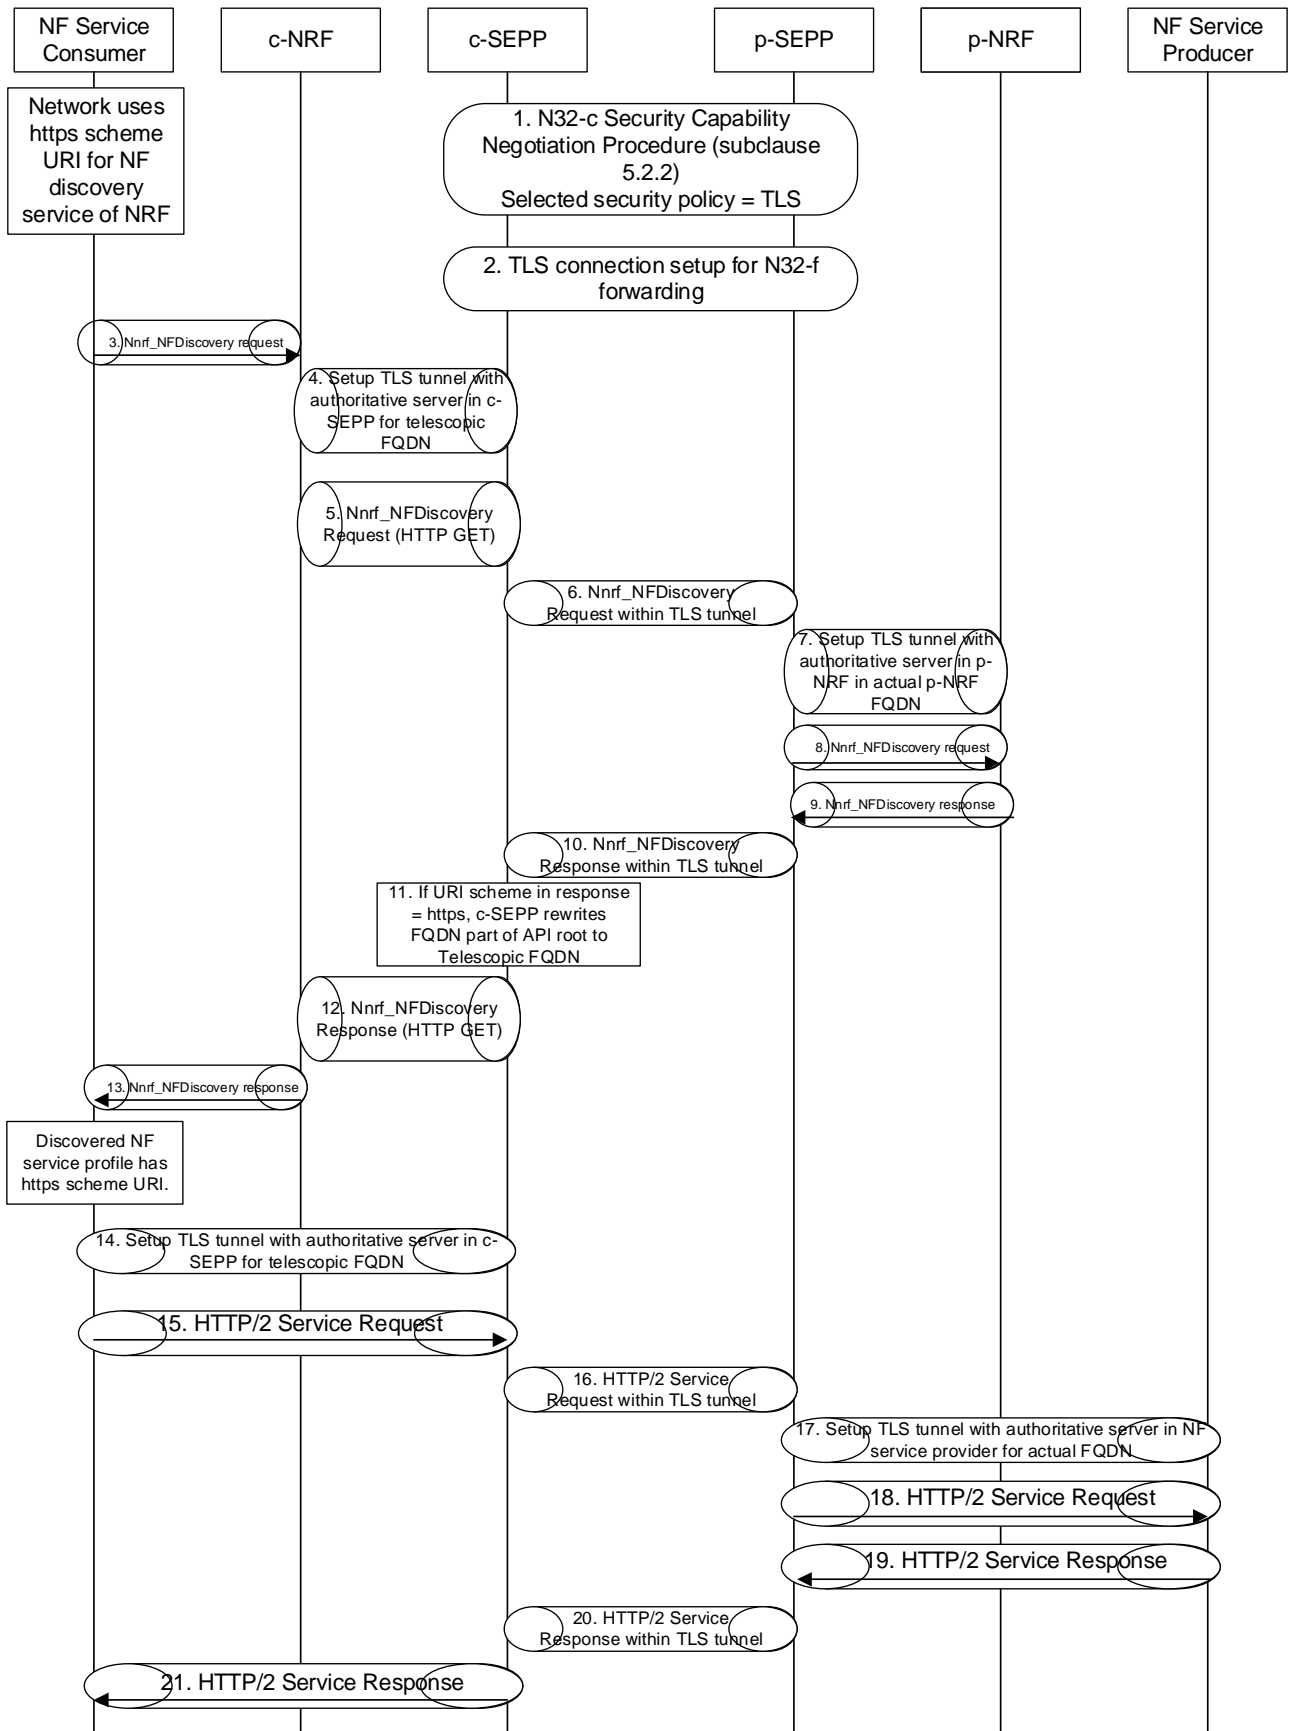 NF Service
Consumer
c-NRF
c-SEPP
p-SEPP
p-NRF
NF Service
Producer
Network uses
https scheme
URI for NF
discovery
service of NRF
1. N32-c Security Capability
Negotiation Procedure (subclause
5.2.2)
Selected security policy = TLS
2. TLS connection setup for N32-f
forwarding
3. Nnrf_NFDiscovery request
4. Setup TLS tunnel with
authoritative server in c-
SEPP for telescopic
FQDN
5. Nnrf_NFDiscovery
Request (HTTP GET)
6. Nnrf_NFDiscovery
Request within TLS tunnel
7. Setup TLS tunnel with
authoritative server in p-
NRF in actual p-NRF
FQDN
8. Nnrf_NFDiscovery request
9. Nnrf_NFDiscovery response
10. Nnrf_NFDiscovery
Response within TLS tunnel
11. If URI scheme in response
= https, c-SEPP rewrites
FQDN part of API root to
Telescopic FQDN
12. Nnrf_NFDiscovery
Response (HTTP GET)
13. Nnrf_NFDiscovery response
Discovered NF
service profile has
https scheme URI.
14. Setup TLS tunnel with authoritative server in c-
SEPP for telescopic FQDN
15. HTTP/2 Service Request
16. HTTP/2 Service
Request within TLS tunnel
17. Setup TLS tunnel with authoritative server in NF
service provider for actual FQDN
18. HTTP/2 Service Request
19. HTTP/2 Service Response
20. HTTP/2 Service
Response within TLS tunnel
21. HTTP/2 Service Response